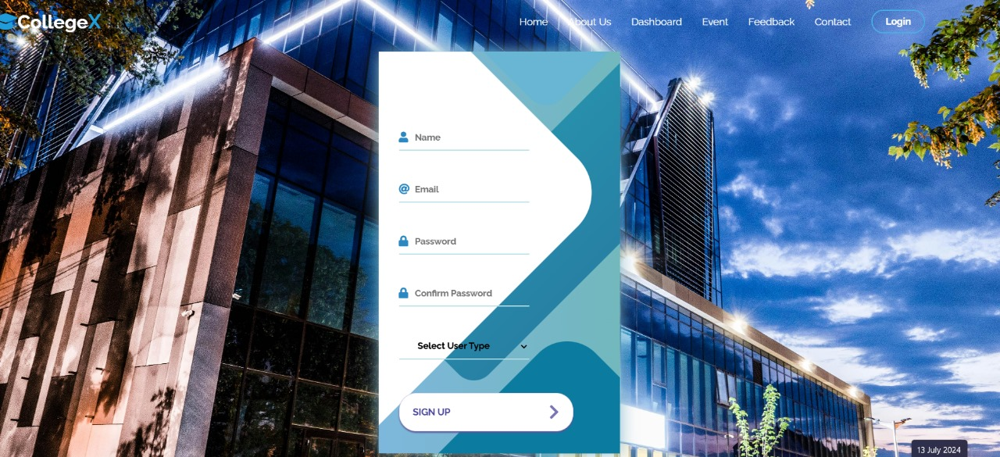 CollegeX
Home About Us Dashboard Event Feedback Contact Login
Name
@ Email
Password
Confirm Password
Select User Type
SIGN UP
13 July 2024